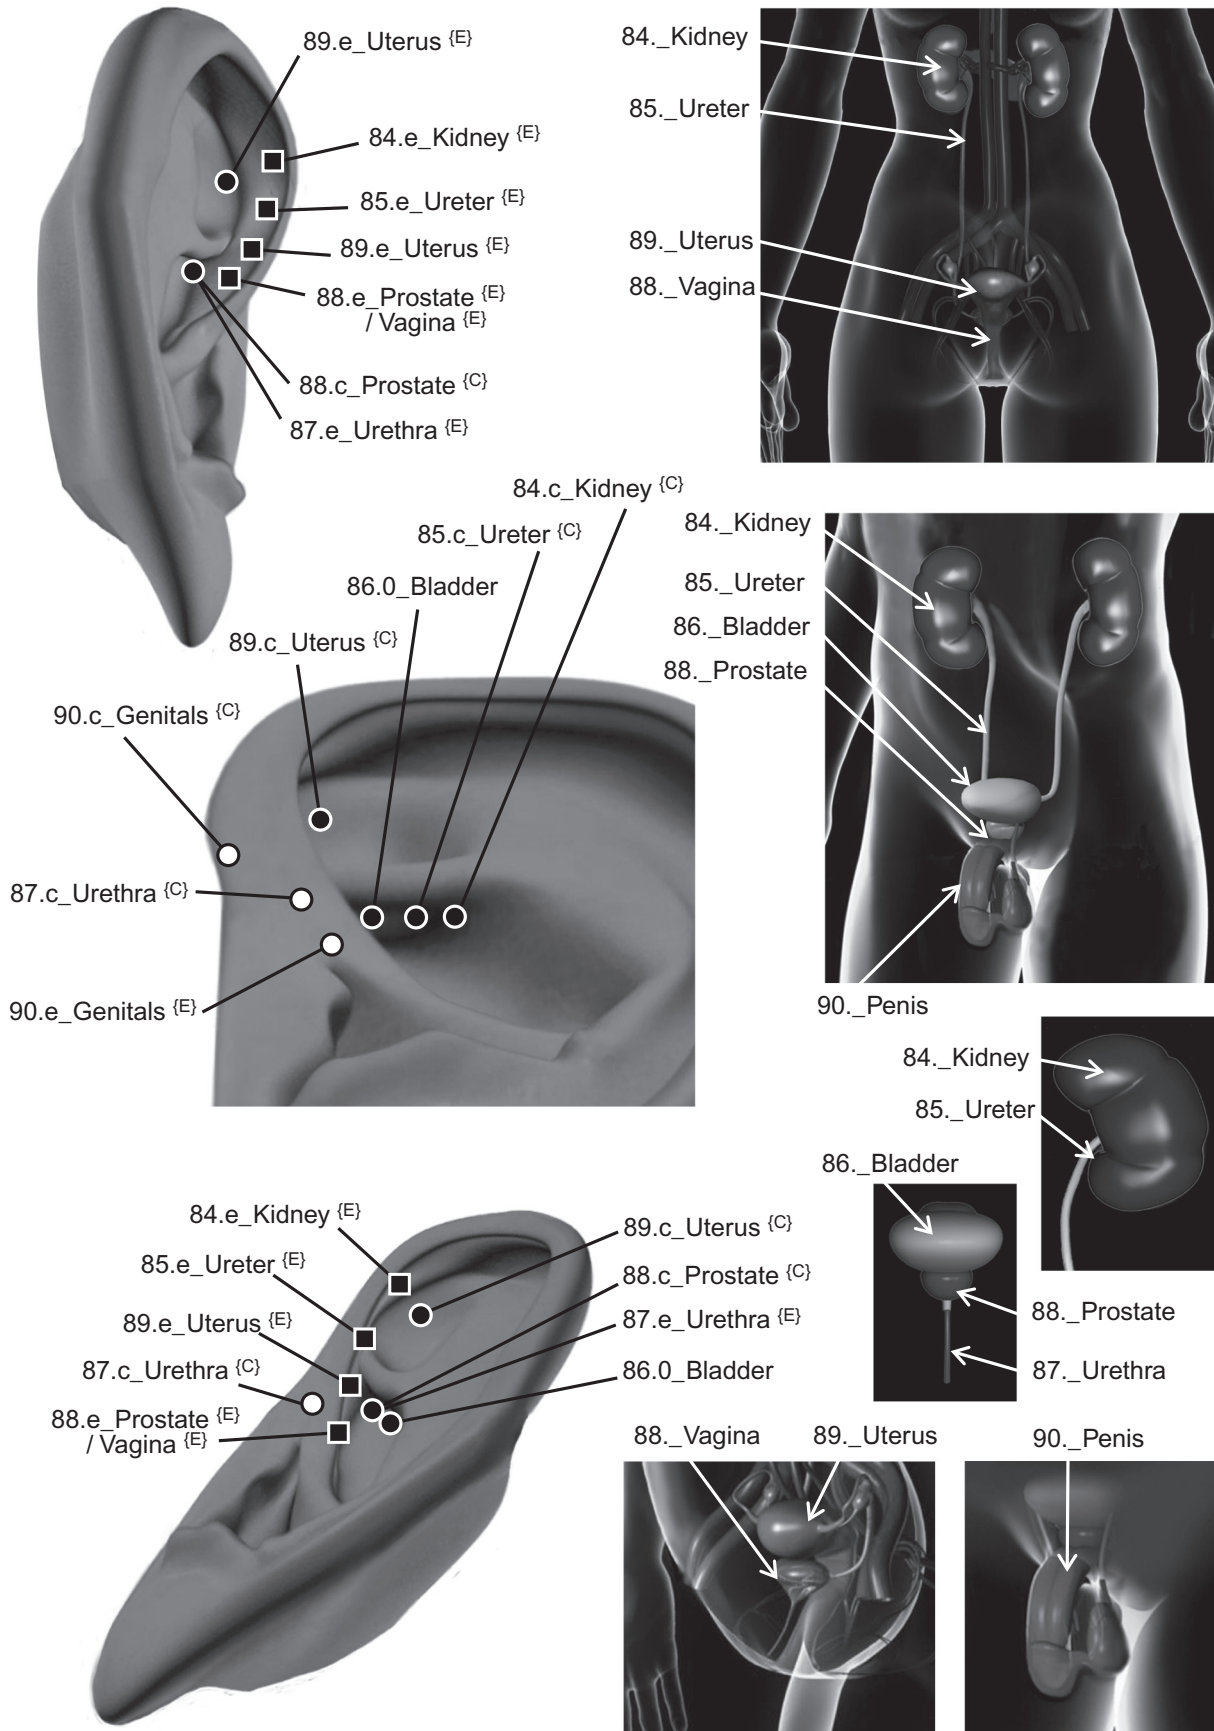 89.e_Uterus {E}
84.e_Kidney {E}
85.e_Ureter {E}
89.e_Uterus {E}
88.e_Prostate {E}
/ Vagina {E}
88.c_Prostate {C}
87.e_Urethra {E}
84._Kidney
85._Ureter
89._Uterus
88._Vagina
84.c_Kidney {C}
85.c_Ureter {C}
86.0_Bladder
89.c_Uterus {C}
90.c_Genitals {C}
87.c_Urethra {C}
90.e_Genitals {E}
84._Kidney
85._Ureter
86._Bladder
88._Prostate
90._Penis
84._Kidney
85._Ureter
86._Bladder
88._Prostate
87._Urethra
84.e_Kidney {E}
85.e_Ureter {E}
89.e_Uterus {E}
87.c_Urethra {C}
88.e_Prostate {E}
/ Vagina {E}
89.c_Uterus {C}
88.c_Prostate {C}
87.e_Urethra {E}
86.0_Bladder
88._Vagina
89._Uterus
90._Penis